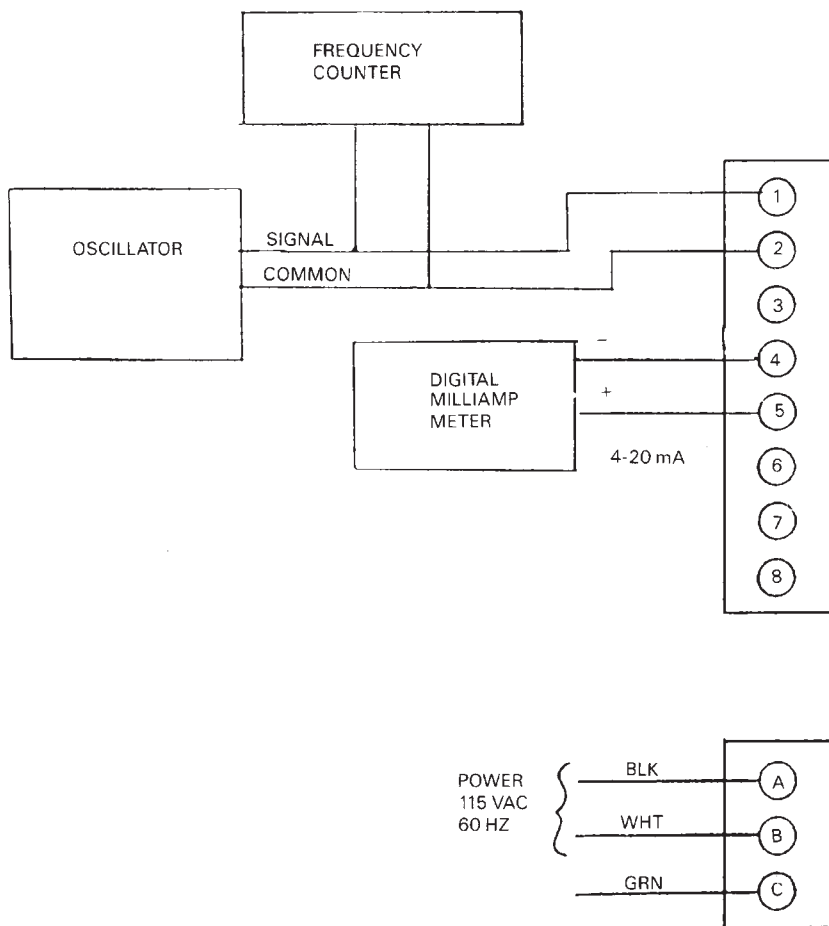 FREQUENCY
COUNTER
OSCILLATOR
SIGNAL
COMMON
1
2
3
4
5
6
7
8
DIGITAL
MILLIAMP
METER
−
+
4-20 mA
POWER
115 VAC
60 HZ
BLK
WHT
GRN
A
B
C